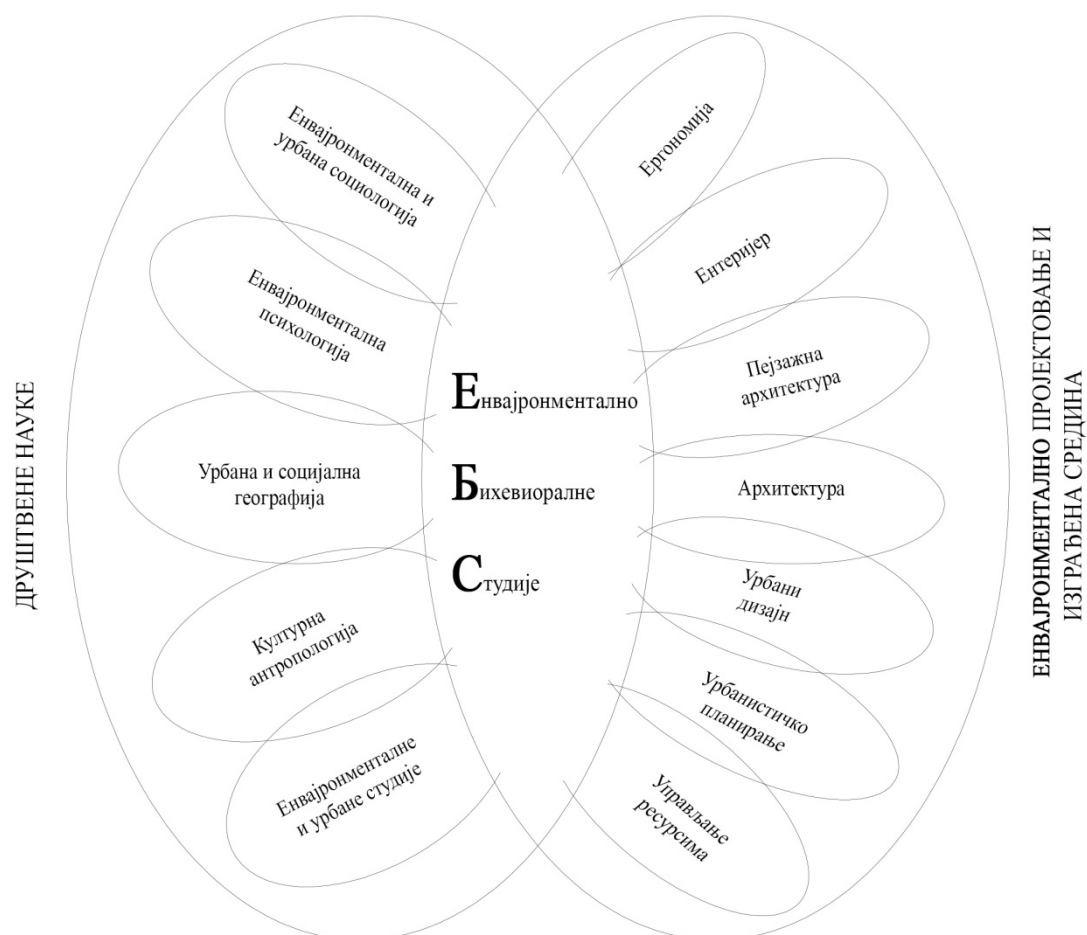 ДРУШТВЕНЕ НАУКЕ
Енвајронментална и
урбана социологија
Енвајронментална
психологија
Урбана и социјална
географија
Културна
антропологија
Енвајронменталне
и урбане студије
Енвајронментално
Бихевиоралне
Студије
Ергономија
Ентеријер
Пејзажна
архитектура
Архитектура
Урбани
дизајн
Урбанистичко
планирање
Управљање
ресурсима
ЕНВАЈРОНМЕНТАЛНО ПРОЈЕКТОВАЊЕ И
ИЗГРАЂЕНА СРЕДИНА